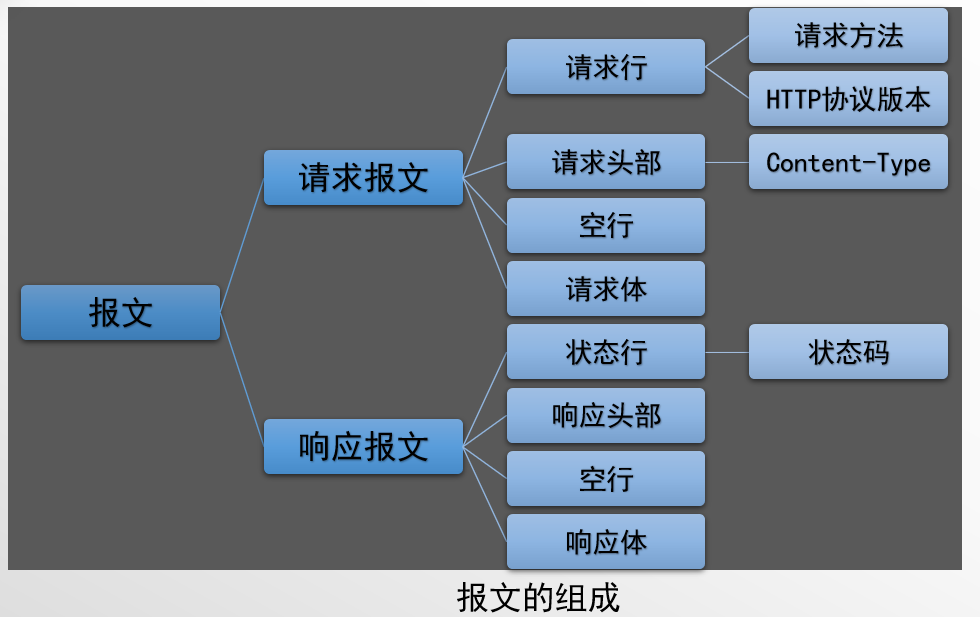 报文
请求报文
请求行
请求方法
HTTP协议版本
请求头部
Content-Type
空行
请求体
响应报文
状态行
状态码
响应头部
空行
响应体
报文的组成